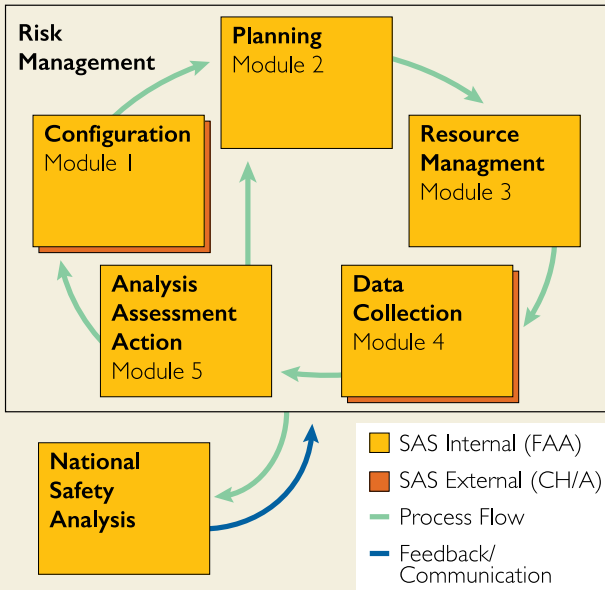 Risk
Management
Planning
Module 2
Configuration
Module 1
Resource
Managment
Module 3
Analysis
Assessment
Action
Module 5
Data
Collection
Module 4
National
Safety
Analysis
SAS Internal (FAA)
SAS External (CH/A)
Process Flow
Feedback/
Communication